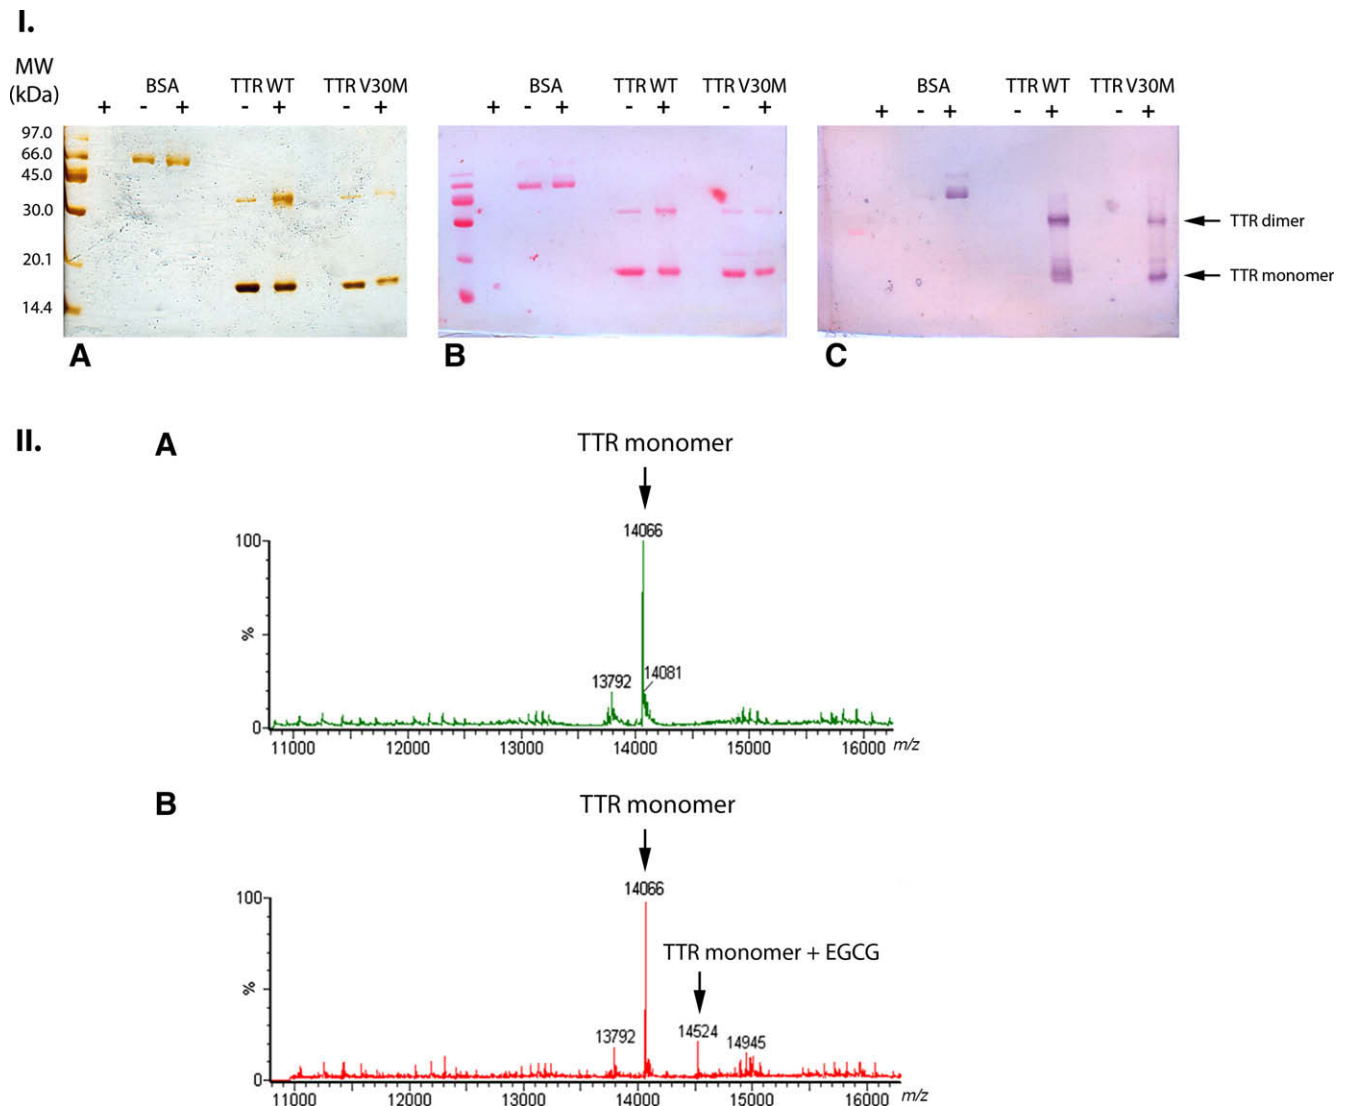 I.
MW
(kDa)
BSA TTR WT TTR V30M
+ - + - + - +
97.0
66.0
45.0
30.0
20.1
14.4
A
BSA TTR WT TTR V30M
+ - + - + - +
B
BSA TTR WT TTR V30M
+ - + - + - +
TTR dimer
TTR monomer
C
II.
A
TTR monomer
14066
100
%
13792
14081
0
11000 12000 13000 14000 15000 16000 m/z
B
TTR monomer
14066
100
TTR monomer + EGCG
%
13792
14524
14945
0
11000 12000 13000 14000 15000 16000 m/z